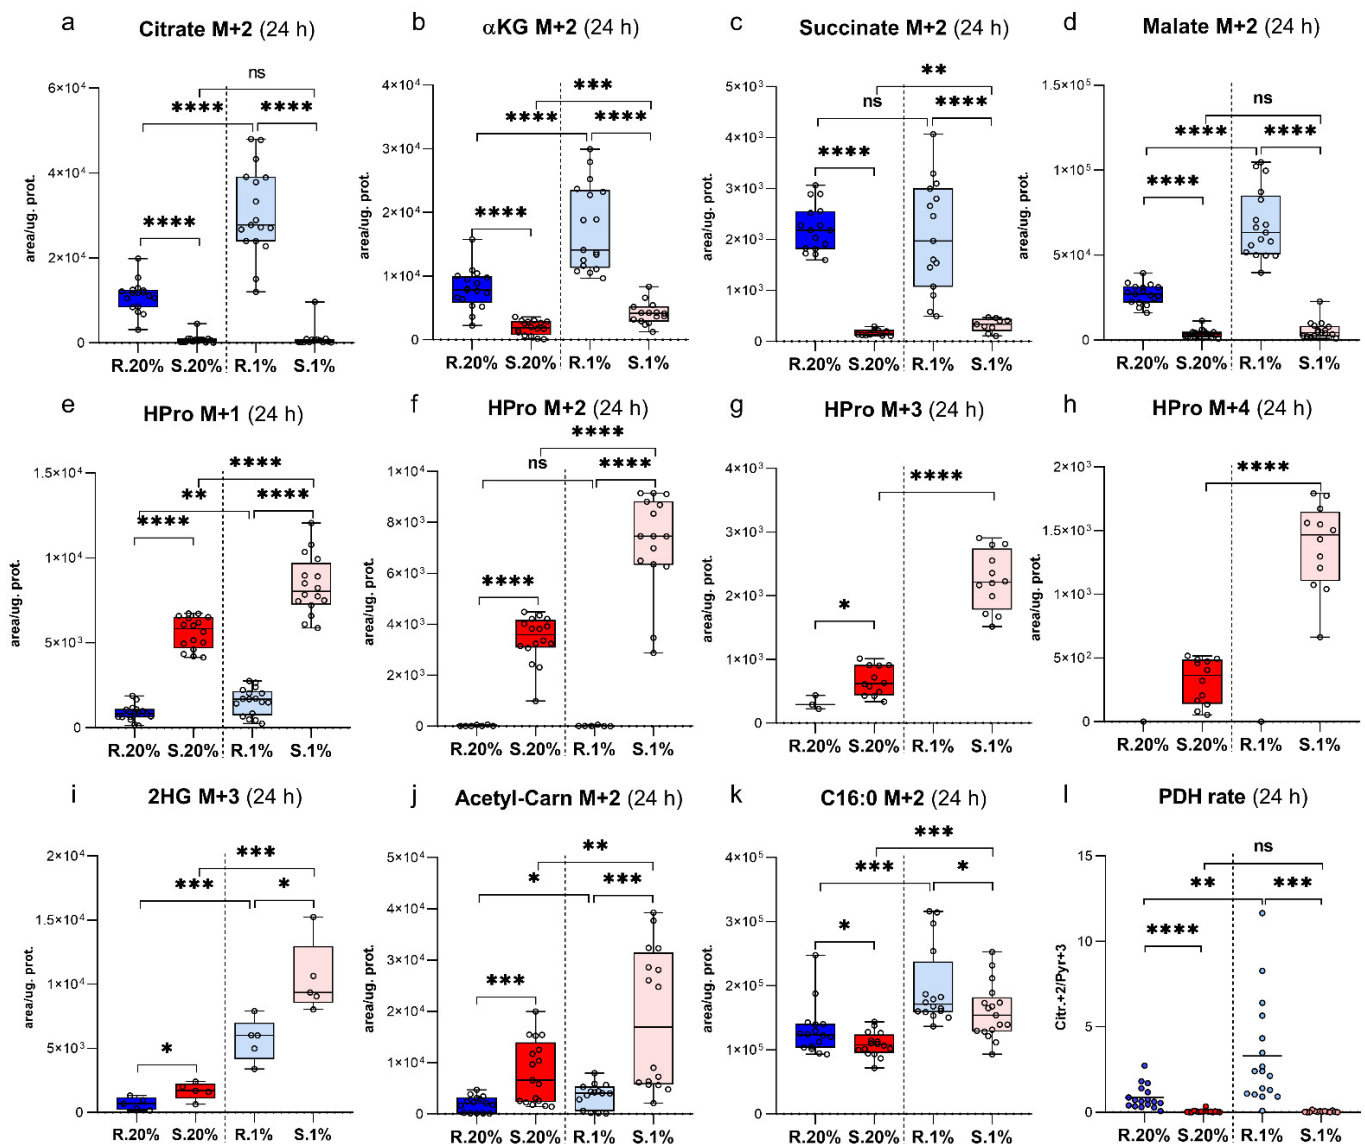 a Citrate M+2 (24 h)
ns
**** ****
****
6×10⁴
4×10⁴
2×10⁴
0
area/ug. prot.
R.20% S.20% R.1% S.1%
b αKG M+2 (24 h)
***
**** ****
****
4×10⁴
3×10⁴
2×10⁴
1×10⁴
0
area/ug. prot.
R.20% S.20% R.1% S.1%
c Succinate M+2 (24 h)
**
ns ****
****
5×10³
4×10³
3×10³
2×10³
1×10³
0
area/ug. prot.
R.20% S.20% R.1% S.1%
d Malate M+2 (24 h)
ns
**** ****
****
1.5×10⁵
1×10⁵
5×10⁴
0
area/ug. prot.
R.20% S.20% R.1% S.1%
e HPro M+1 (24 h)
****
** ****
****
1.5×10⁴
1×10⁴
5×10³
0
area/ug. prot.
R.20% S.20% R.1% S.1%
f HPro M+2 (24 h)
****
ns ****
****
1×10⁴
8×10³
6×10³
4×10³
2×10³
0
area/ug. prot.
R.20% S.20% R.1% S.1%
g HPro M+3 (24 h)
****
*
4×10³
3×10³
2×10³
1×10³
0
area/ug. prot.
R.20% S.20% R.1% S.1%
h HPro M+4 (24 h)
****
2×10³
1.5×10³
1×10³
5×10²
0
area/ug. prot.
R.20% S.20% R.1% S.1%
i 2HG M+3 (24 h)
***
*** *
*
2×10⁴
1.5×10⁴
1×10⁴
5×10³
0
area/ug. prot.
R.20% S.20% R.1% S.1%
j Acetyl-Carn M+2 (24 h)
**
* ***
***
5×10⁴
4×10⁴
3×10⁴
2×10⁴
1×10⁴
0
area/ug. prot.
R.20% S.20% R.1% S.1%
k C16:0 M+2 (24 h)
***
*** *
*
4×10⁵
3×10⁵
2×10⁵
1×10⁵
0
area/ug. prot.
R.20% S.20% R.1% S.1%
l PDH rate (24 h)
ns
** ***
****
15
10
5
0
Citr.+2/Pyr+3
R.20% S.20% R.1% S.1%